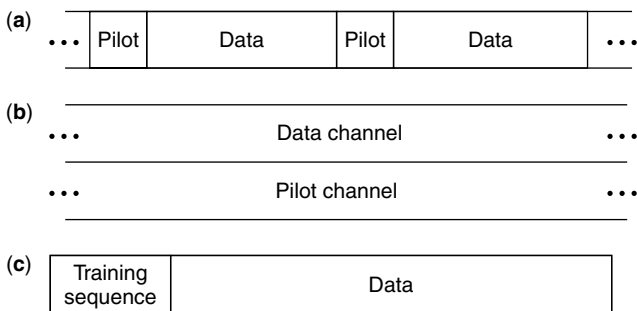 (a)
••• Pilot Data Pilot Data •••
(b)
••• Data channel •••
••• Pilot channel •••
(c)
Training
sequence
Data